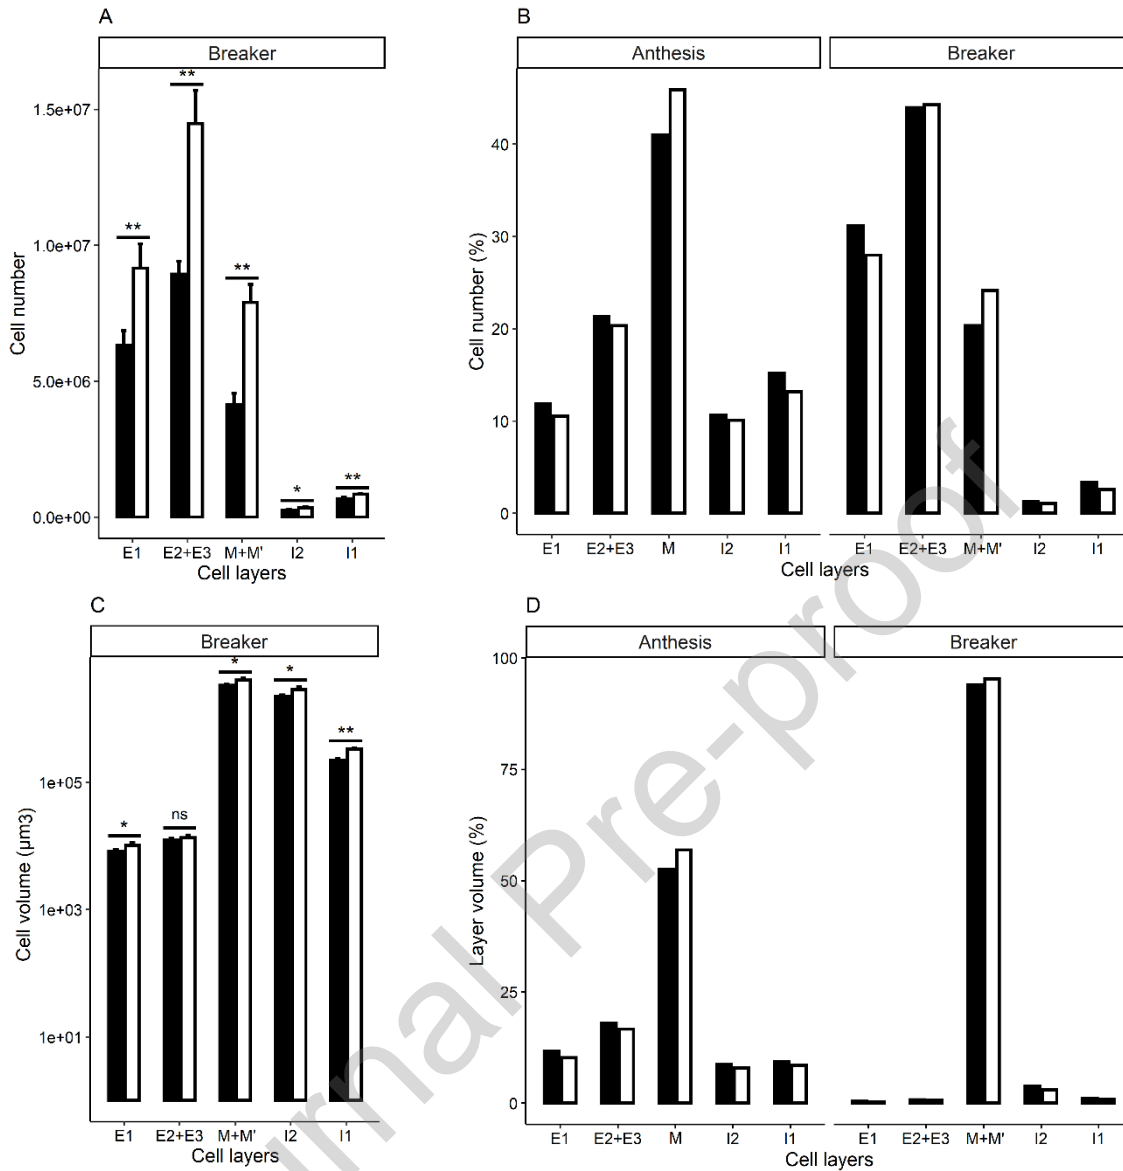 A
Breaker
**
**
**
*
**
1.5e+07
1.0e+07
5.0e+06
0.0e+00
Cell number
E1 E2+E3 M+M' I2 I1
Cell layers
B
Anthesis Breaker
40
30
20
10
0
Cell number (%)
E1 E2+E3 M I2 I1 E1 E2+E3 M+M' I2 I1
Cell layers
C
Breaker
*
ns
*
*
**
1e+05
1e+03
1e+01
Cell volume (µm3)
E1 E2+E3 M+M' I2 I1
Cell layers
D
Anthesis Breaker
100
75
50
25
0
Layer volume (%)
E1 E2+E3 M I2 I1 E1 E2+E3 M+M' I2 I1
Cell layers
urnal Pre-proof